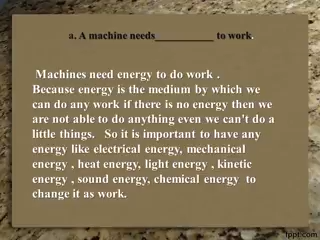 a. A machine needs__________ to work.
Machines need energy to do work .
Because energy is the medium by which we
can do any work if there is no energy then we
are not able to do anything even we can't do a
little things. So it is important to have any
energy like electrical energy, mechanical
energy , heat energy, light energy , kinetic
energy , sound energy, chemical energy to
change it as work.
fppt.com